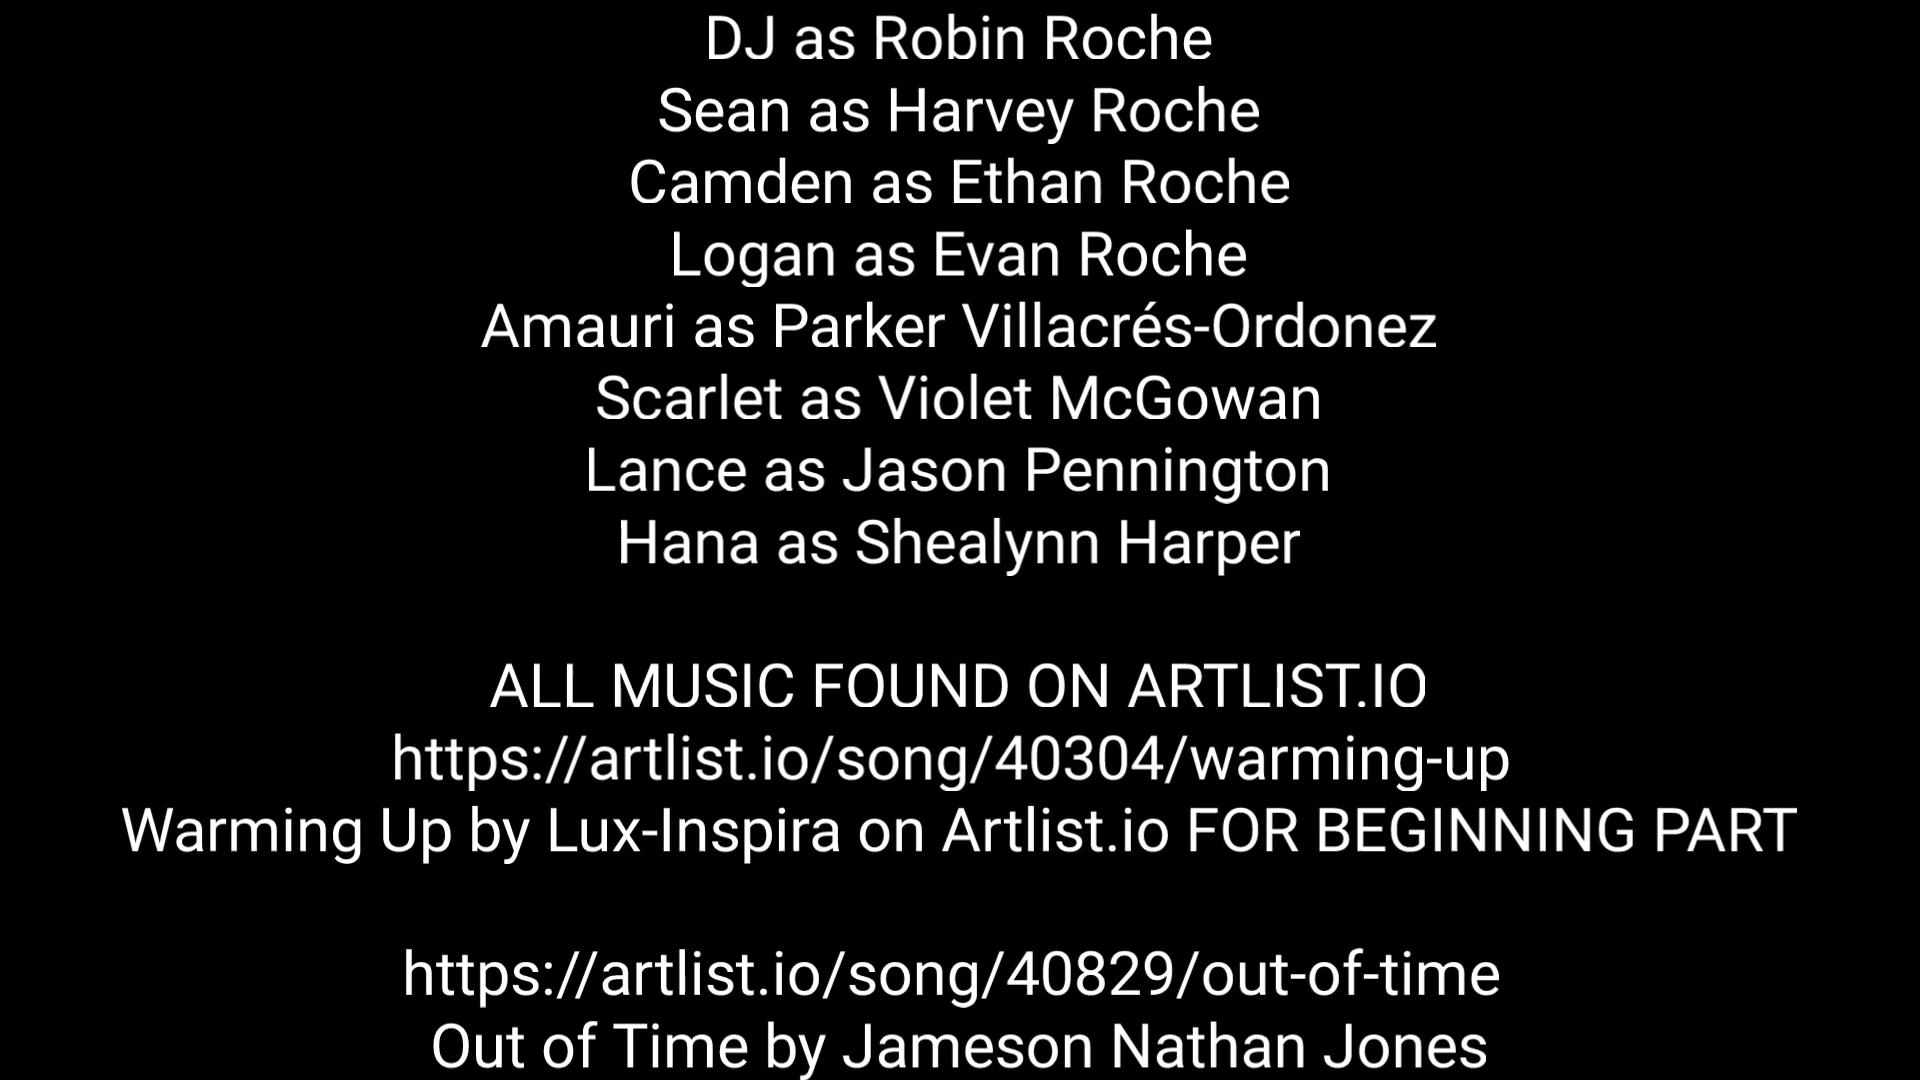 DJ as Robin Roche
Sean as Harvey Roche
Camden as Ethan Roche
Logan as Evan Roche
Amauri as Parker Villacrés-Ordonez
Scarlet as Violet McGowan
Lance as Jason Pennington
Hana as Shealynn Harper
ALL MUSIC FOUND ON ARTLIST.IO
https://artlist.io/song/40304/warming-up
Warming Up by Lux-Inspira on Artlist.io FOR BEGINNING PART
https://artlist.io/song/40829/out-of-time
Out of Time by Jameson Nathan Jones